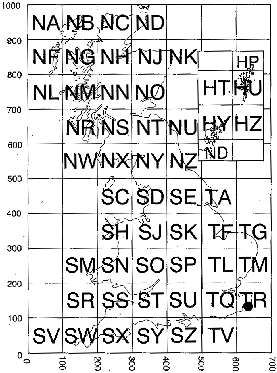 1000
NA NB NC ND
900
NF NG NH NJ NK HP
800
NL NM NN NO HT HU
700
NR NS NT NU HY HZ
600
NW NX NY NZ ND
500
SC SD SE TA
400
SH SJ SK TF TG
300
SM SN SO SP TL TM
200
SR SS ST SU TQ TR
100
SV SW SX SY SZ TV
0
0 100 200 300 400 500 600 700